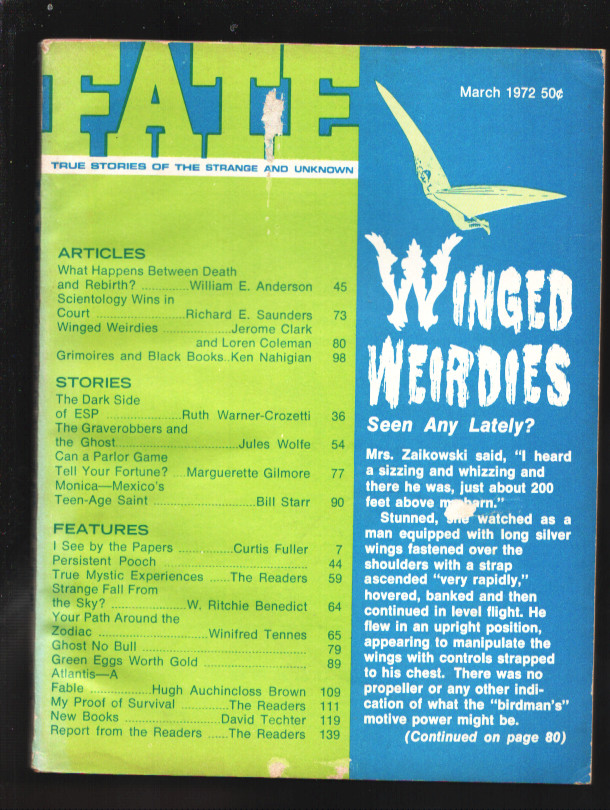 FATE
TRUE STORIES OF THE STRANGE AND UNKNOWN
ARTICLES
What Happens Between Death
and Rebirth? ..............William E. Anderson 45
Scientology Wins in
Court .................Richard E. Saunders 73
Winged Weirdies .............Jerome Clark
and Loren Coleman 80
Grimoires and Black Books..Ken Nahigian 98
STORIES
The Dark Side
of ESP .................Ruth Warner-Crozetti 36
The Graverobbers and
the Ghost.......................Jules Wolfe 54
Can a Parlor Game
Tell Your Fortune? ...Marguerette Gilmore 77
Monica—Mexico's
Teen-Age Saint ....................Bill Starr 90
FEATURES
I See by the Papers ............Curtis Fuller 7
Persistent Pooch .............................. 44
True Mystic Experiences .....The Readers 59
Strange Fall From
the Sky? ...............W. Ritchie Benedict 64
Your Path Around the
Zodiac ......................Winifred Tennes 65
Ghost No Bull ................................. 79
Green Eggs Worth Gold ...................... 89
Atlantis—A
Fable ............Hugh Auchincloss Brown 109
My Proof of Survival ..........The Readers 111
New Books .....................David Techter 119
Report from the Readers .....The Readers 139
March 1972 50¢
WINGED
WEIRDIES
Seen Any Lately?
Mrs. Zaikowski said, "I heard
a sizzing and whizzing and
there he was, just about 200
feet above barn."
Stunned, she watched as a
man equipped with long silver
wings fastened over the
shoulders with a strap
ascended "very rapidly,"
hovered, banked and then
continued in level flight. He
flew in an upright position,
appearing to manipulate the
wings with controls strapped
to his chest. There was no
propeller or any other indi-
cation of what the "birdman's"
motive power might be.
(Continued on page 80)